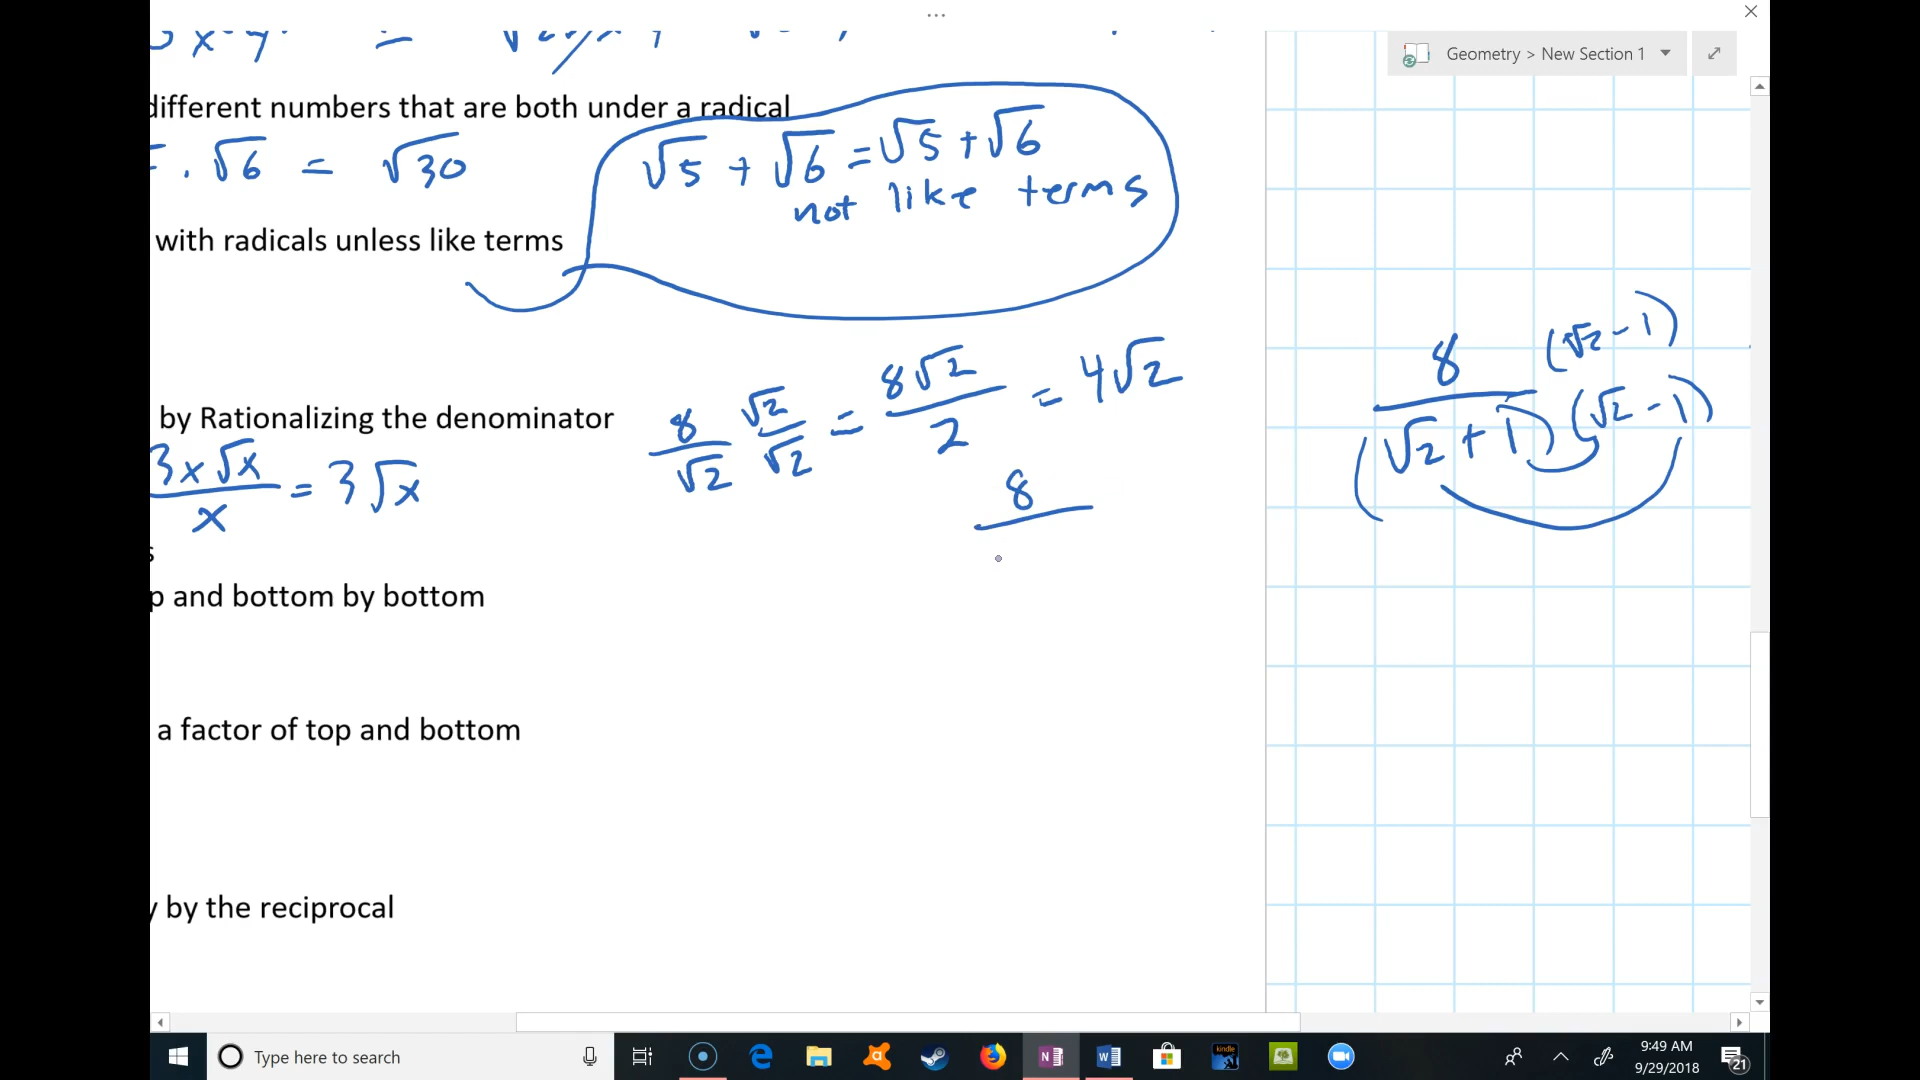 Geometry > New Section 1
different numbers that are both under a radical
. √6 = √30
√5 + √6 = √5 + √6
not like terms
with radicals unless like terms
by Rationalizing the denominator
3x√x / x = 3√x
8/√2 √2/√2 = 8√2/2 = 4√2
8
8 (√2 - 1)
(√2 + 1) (√2 - 1)
p and bottom by bottom
a factor of top and bottom
y by the reciprocal
Type here to search
kindle
N
W
9:49 AM
9/29/2018
21